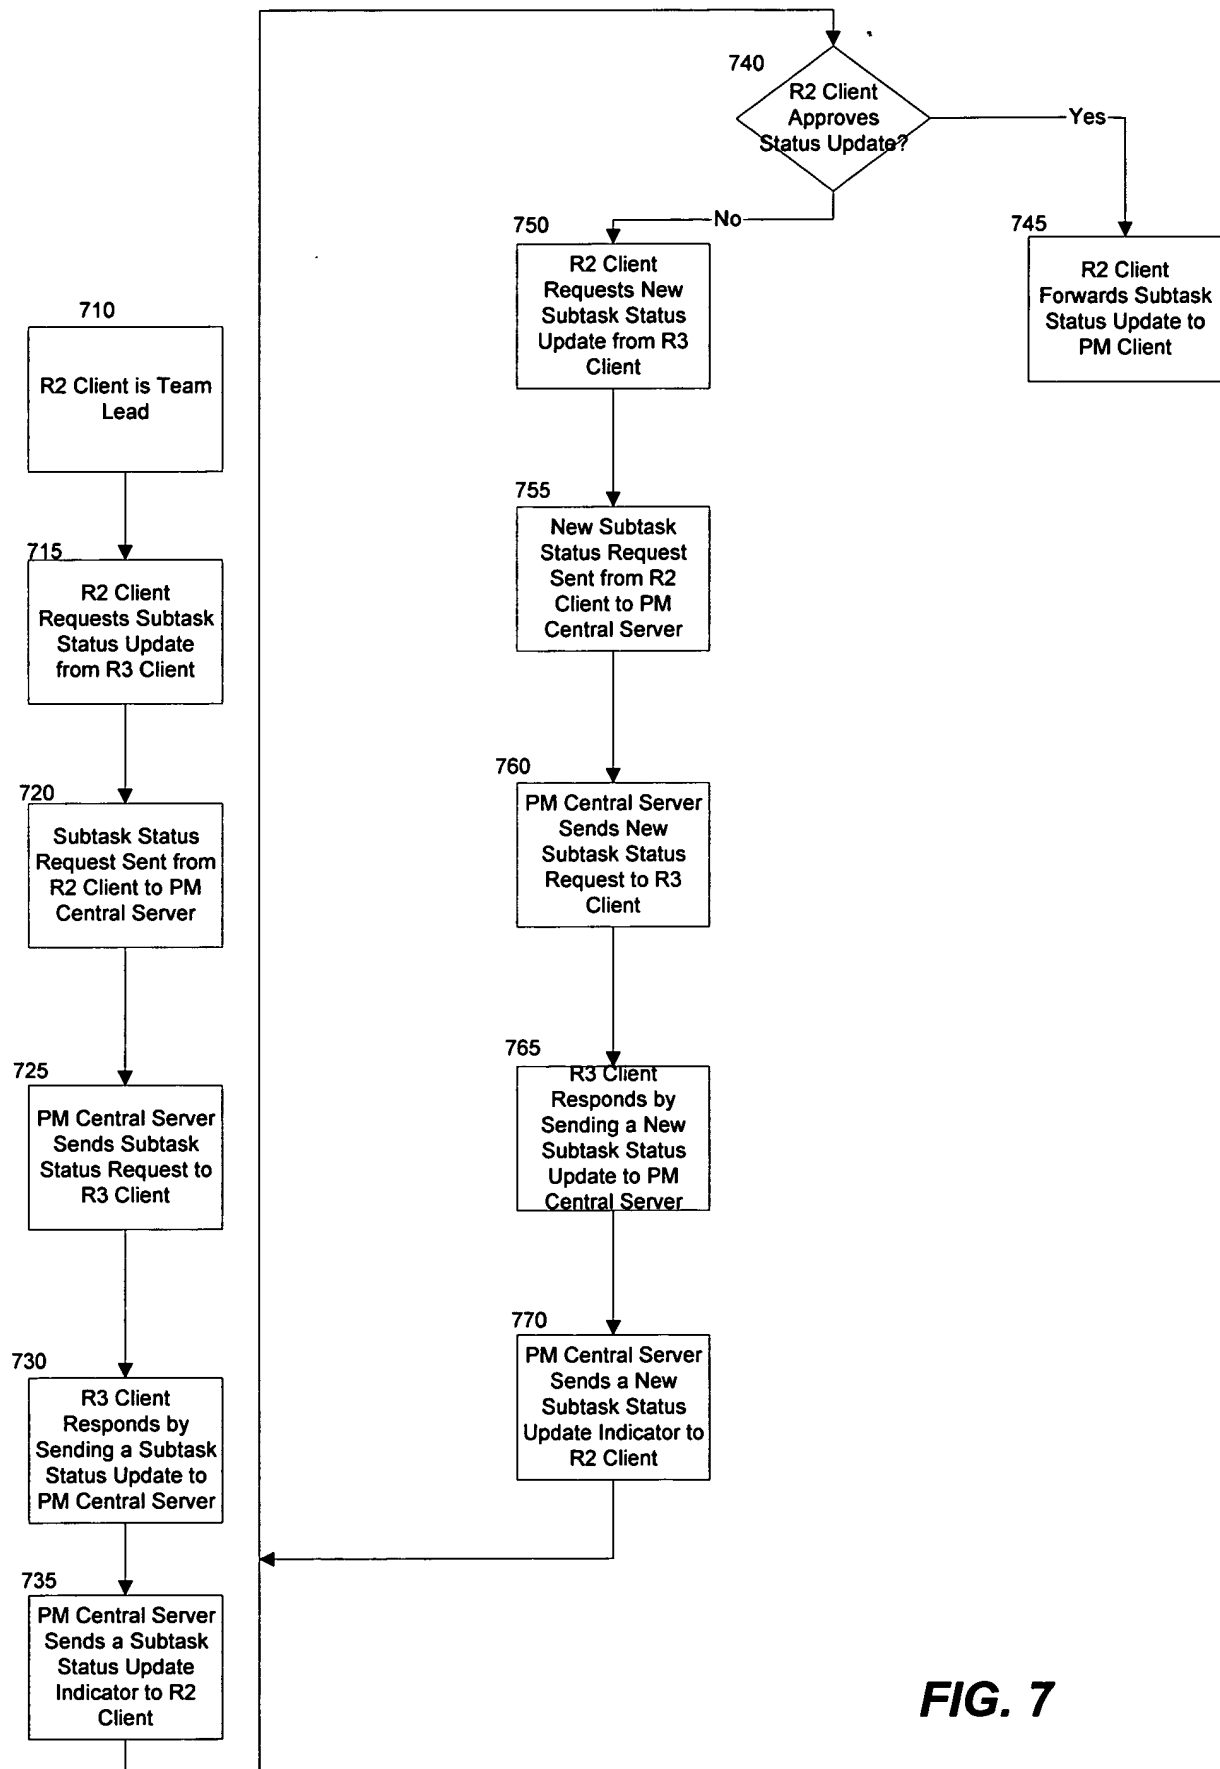 710
R2 Client is Team
Lead
715
R2 Client
Requests Subtask
Status Update
from R3 Client
720
Subtask Status
Request Sent from
R2 Client to PM
Central Server
725
PM Central Server
Sends Subtask
Status Request to
R3 Client
730
R3 Client
Responds by
Sending a Subtask
Status Update to
PM Central Server
735
PM Central Server
Sends a Subtask
Status Update
Indicator to R2
Client
740
R2 Client
Approves
Status Update?
Yes
No
745
R2 Client
Forwards Subtask
Status Update to
PM Client
750
R2 Client
Requests New
Subtask Status
Update from R3
Client
755
New Subtask
Status Request
Sent from R2
Client to PM
Central Server
760
PM Central Server
Sends New
Subtask Status
Request to R3
Client
765
R3 Client
Responds by
Sending a New
Subtask Status
Update to PM
Central Server
770
PM Central Server
Sends a New
Subtask Status
Update Indicator to
R2 Client
FIG. 7